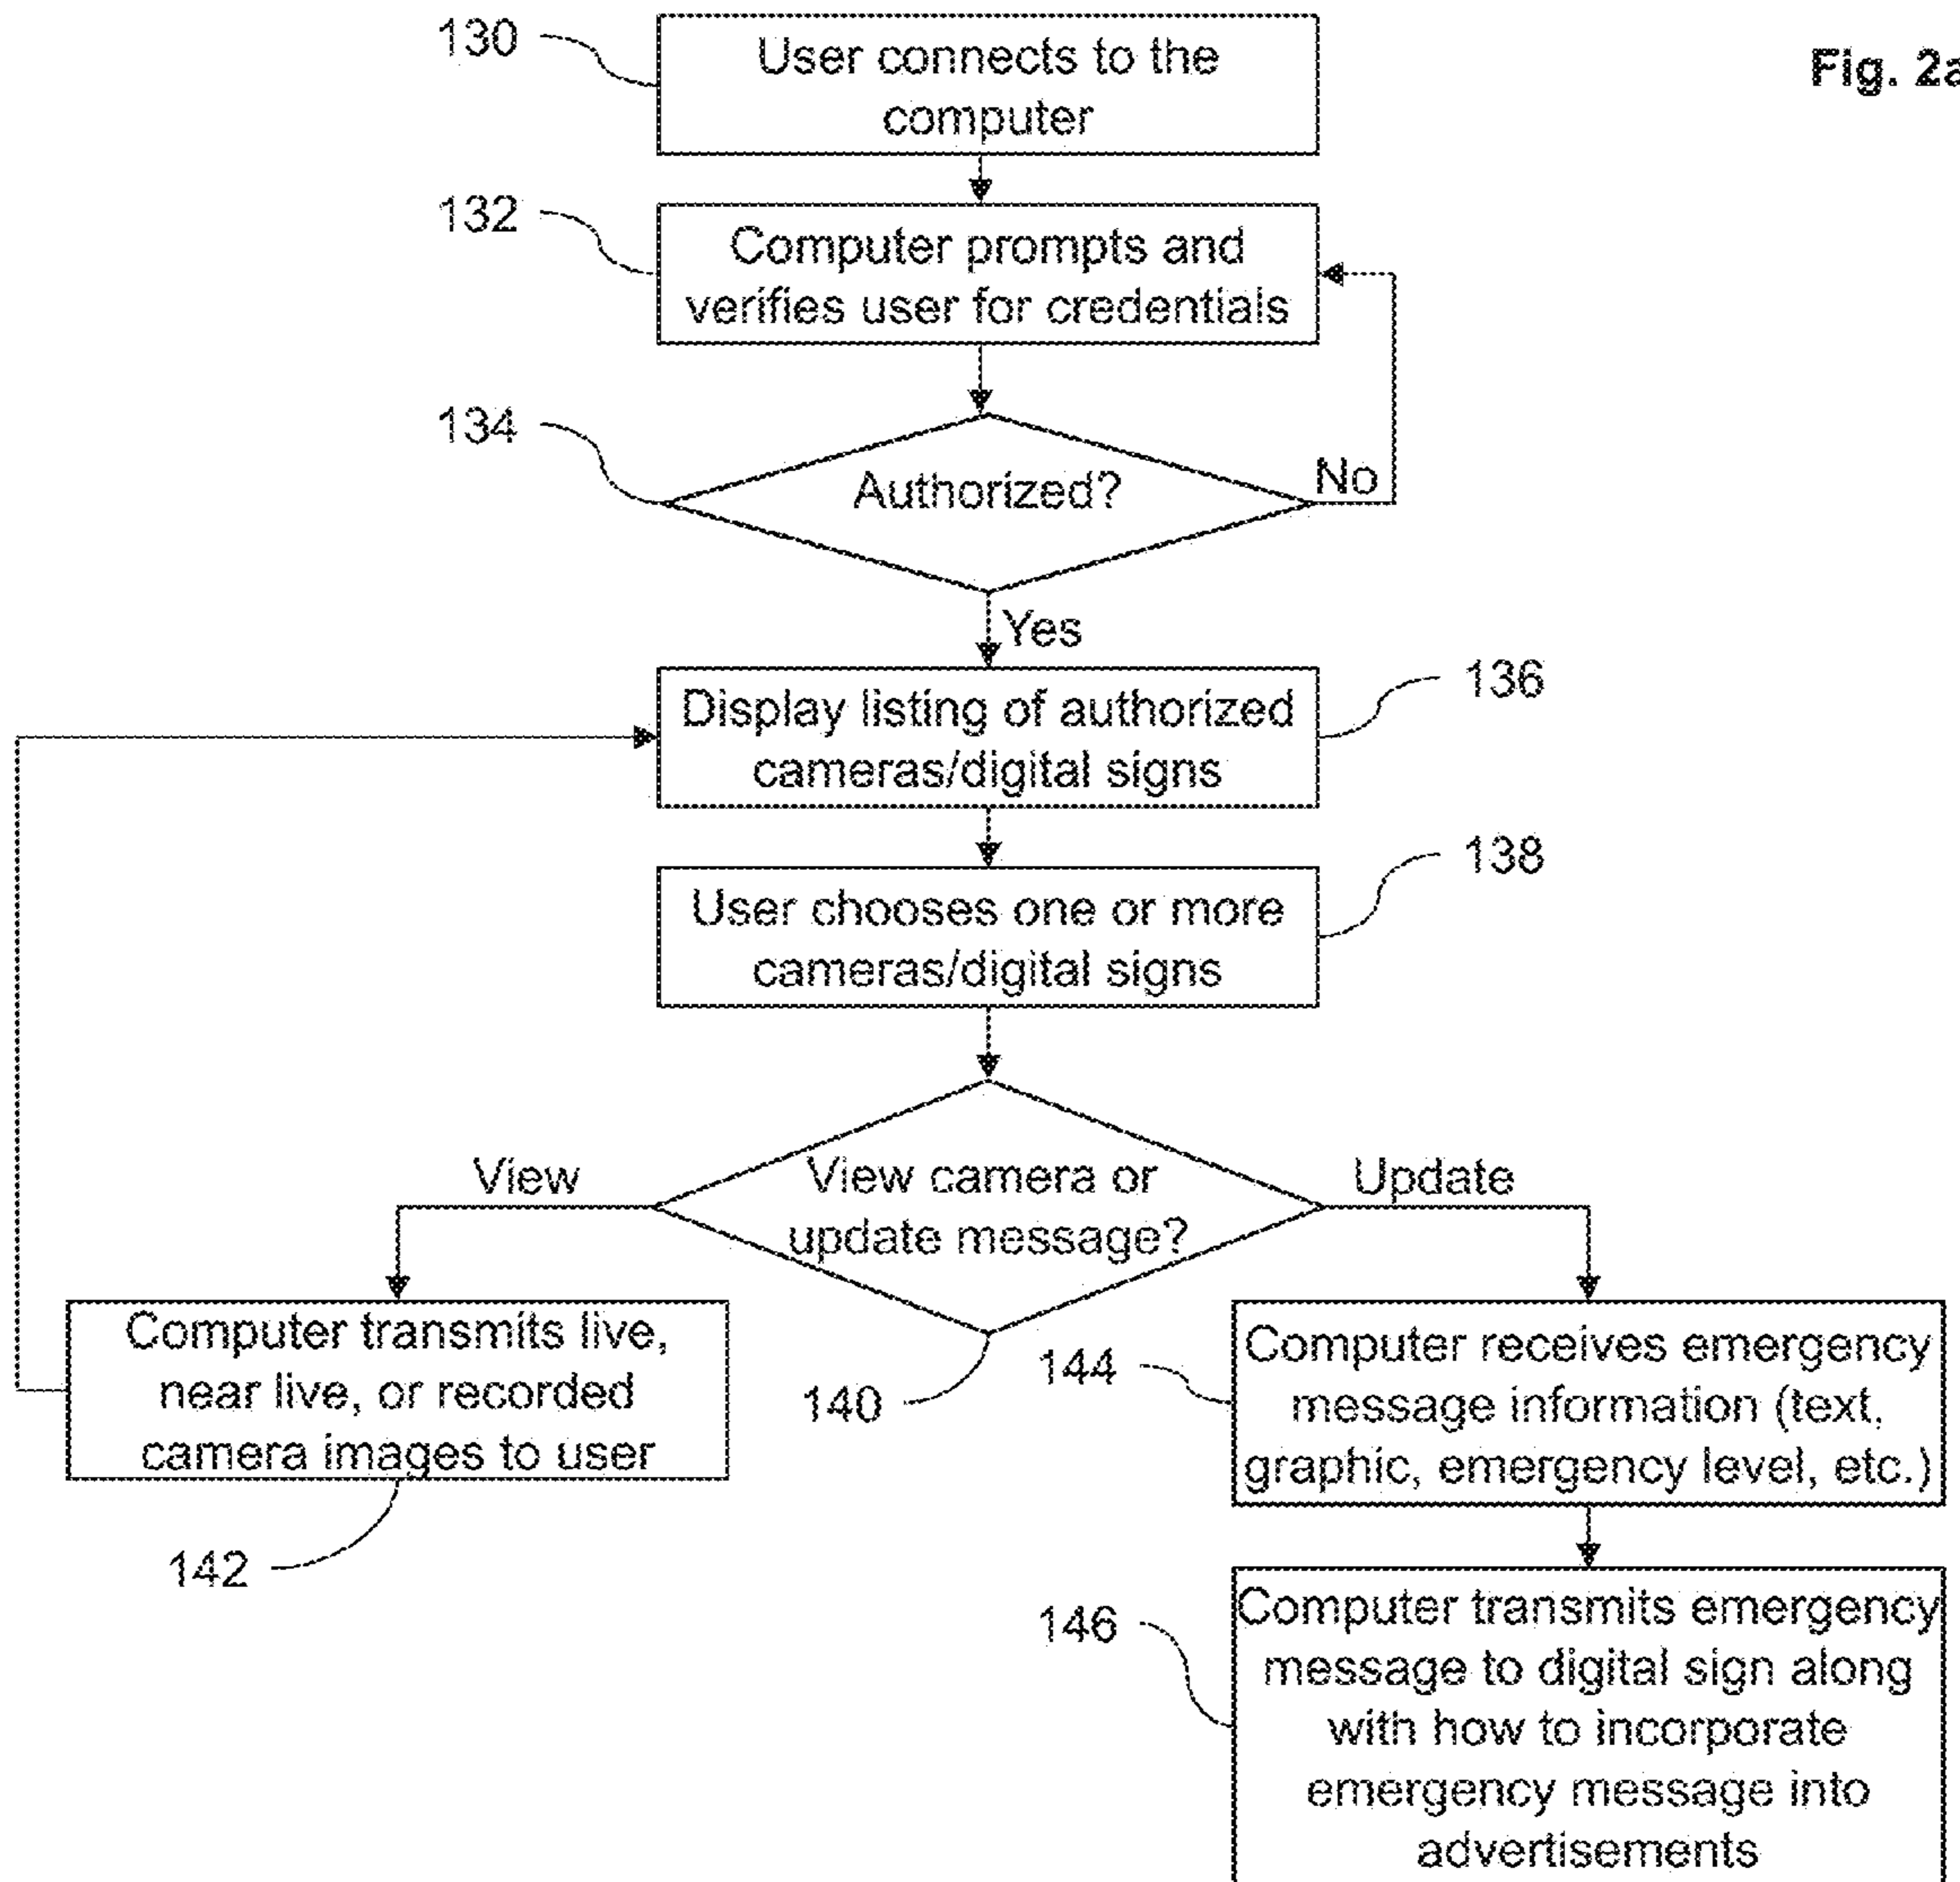 Fig. 2a
130
User connects to the
computer
132
Computer prompts and
verifies user for credentials
134
Authorized?
No
Yes
136
Display listing of authorized
cameras/digital signs
138
User chooses one or more
cameras/digital signs
View
View camera or
update message?
Update
140
Computer transmits live,
near live, or recorded
camera images to user
142
144
Computer receives emergency
message information (text,
graphic, emergency level, etc.)
146
Computer transmits emergency
message to digital sign along
with how to incorporate
emergency message into
advertisements